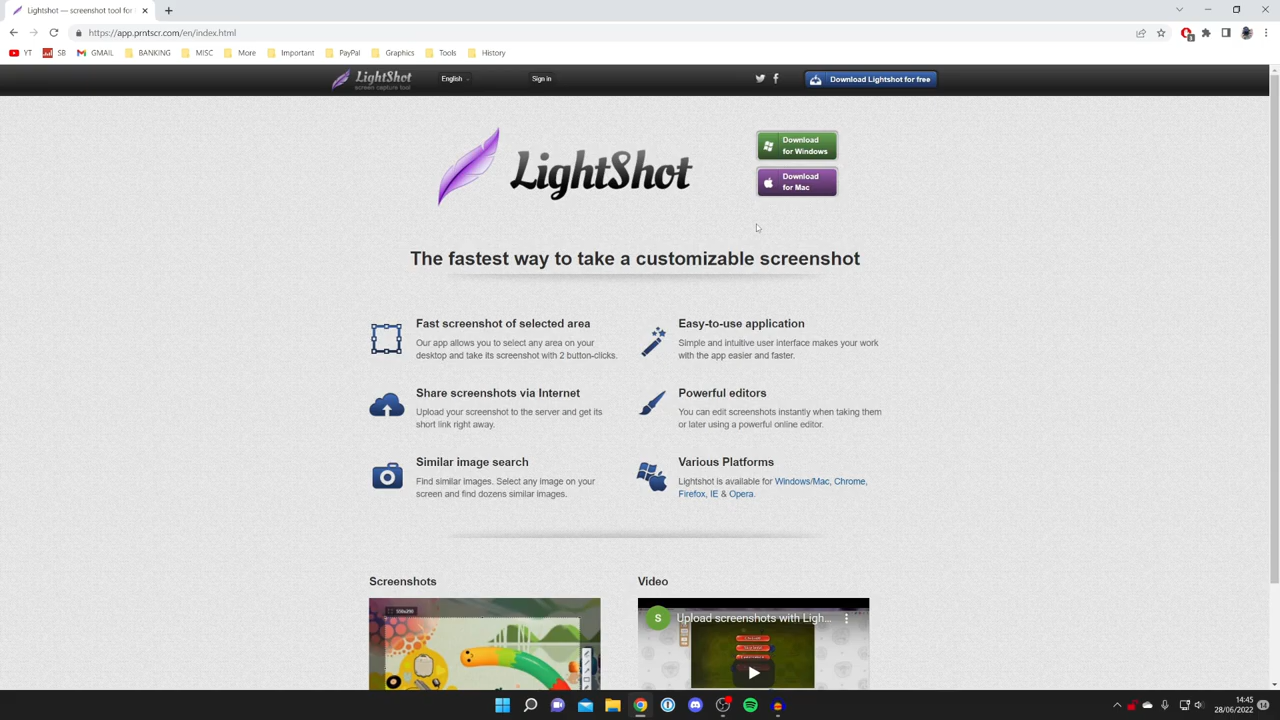 Lightshot — screenshot tool for
https://app.prntscr.com/en/index.html
YT
SB
GMAIL
BANKING
MISC
More
Important
PayPal
Graphics
Tools
History
LightShot
screen capture tool
English
Sign in
Download Lightshot for free
LightShot
Download
for Windows
Download
for Mac
The fastest way to take a customizable screenshot
Fast screenshot of selected area
Our app allows you to select any area on your
desktop and take its screenshot with 2 button-clicks.
Easy-to-use application
Simple and intuitive user interface makes your work
with the app easier and faster.
Share screenshots via Internet
Upload your screenshot to the server and get its
short link right away.
Powerful editors
You can edit screenshots instantly when taking them
or later using a powerful online editor.
Similar image search
Find similar images. Select any image on your
screen and find dozens similar images.
Various Platforms
Lightshot is available for Windows/Mac, Chrome,
Firefox, IE & Opera.
Screenshots
Video
S
Upload screenshots with Ligh...
14:45
28/06/2022